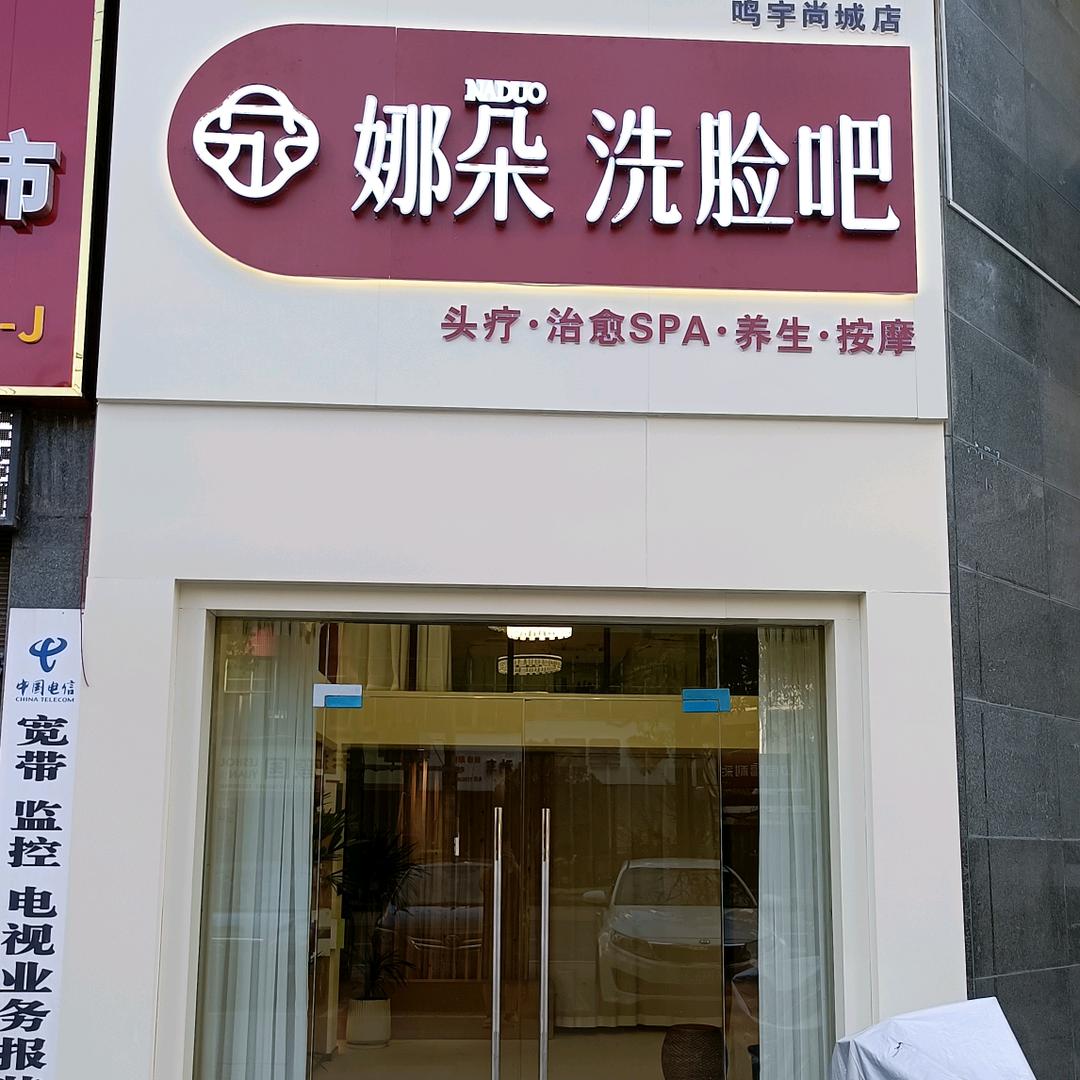 鸣宇尚城店
NADUO
娜朵 洗脸吧
头疗·治愈SPA·养生·按摩
市
-J
中国电信
CHINA TELECOM
宽带 监控 电视业务报